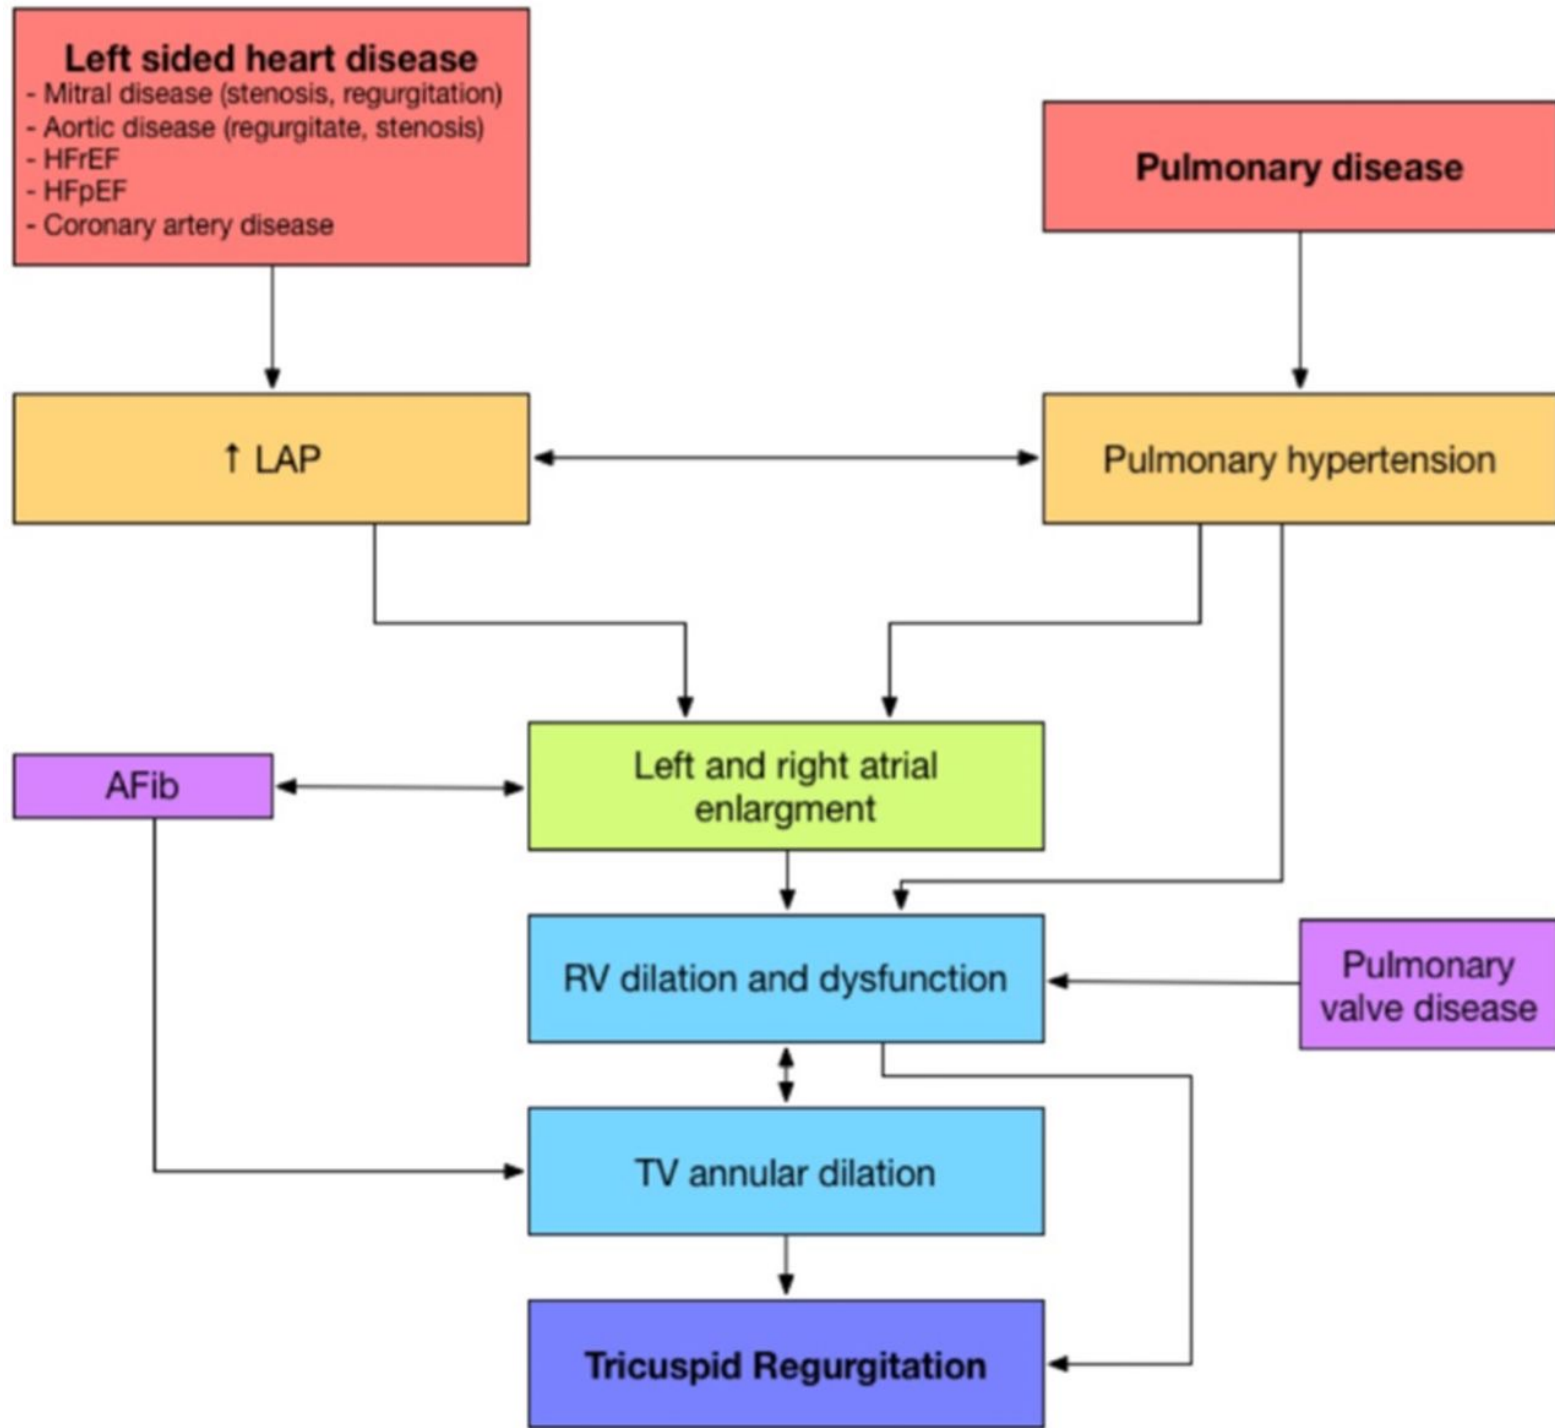 Left sided heart disease
- Mitral disease (stenosis, regurgitation)
- Aortic disease (regurgitate, stenosis)
- HFrEF
- HFpEF
- Coronary artery disease
Pulmonary disease
↑ LAP
Pulmonary hypertension
AFib
Left and right atrial
enlargment
RV dilation and dysfunction
Pulmonary
valve disease
TV annular dilation
Tricuspid Regurgitation